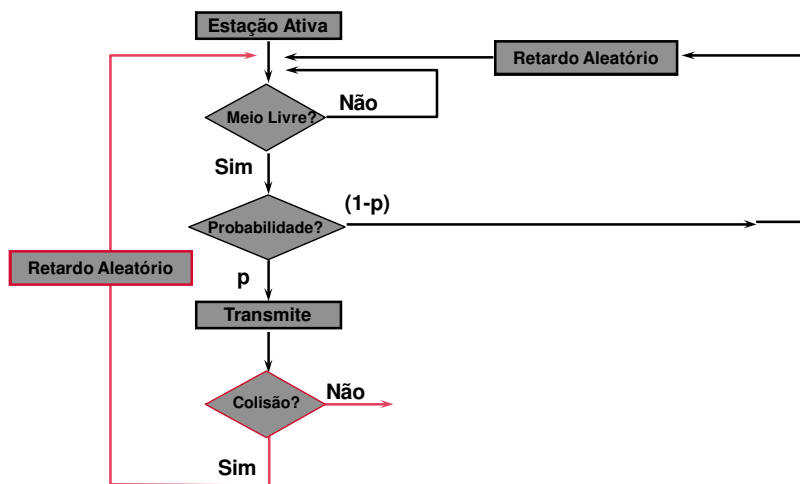 Estação Ativa
Retardo Aleatório
Não
Meio Livre?
Sim
(1-p)
Probabilidade?
Retardo Aleatório
p
Transmite
Não
Colisão?
Sim